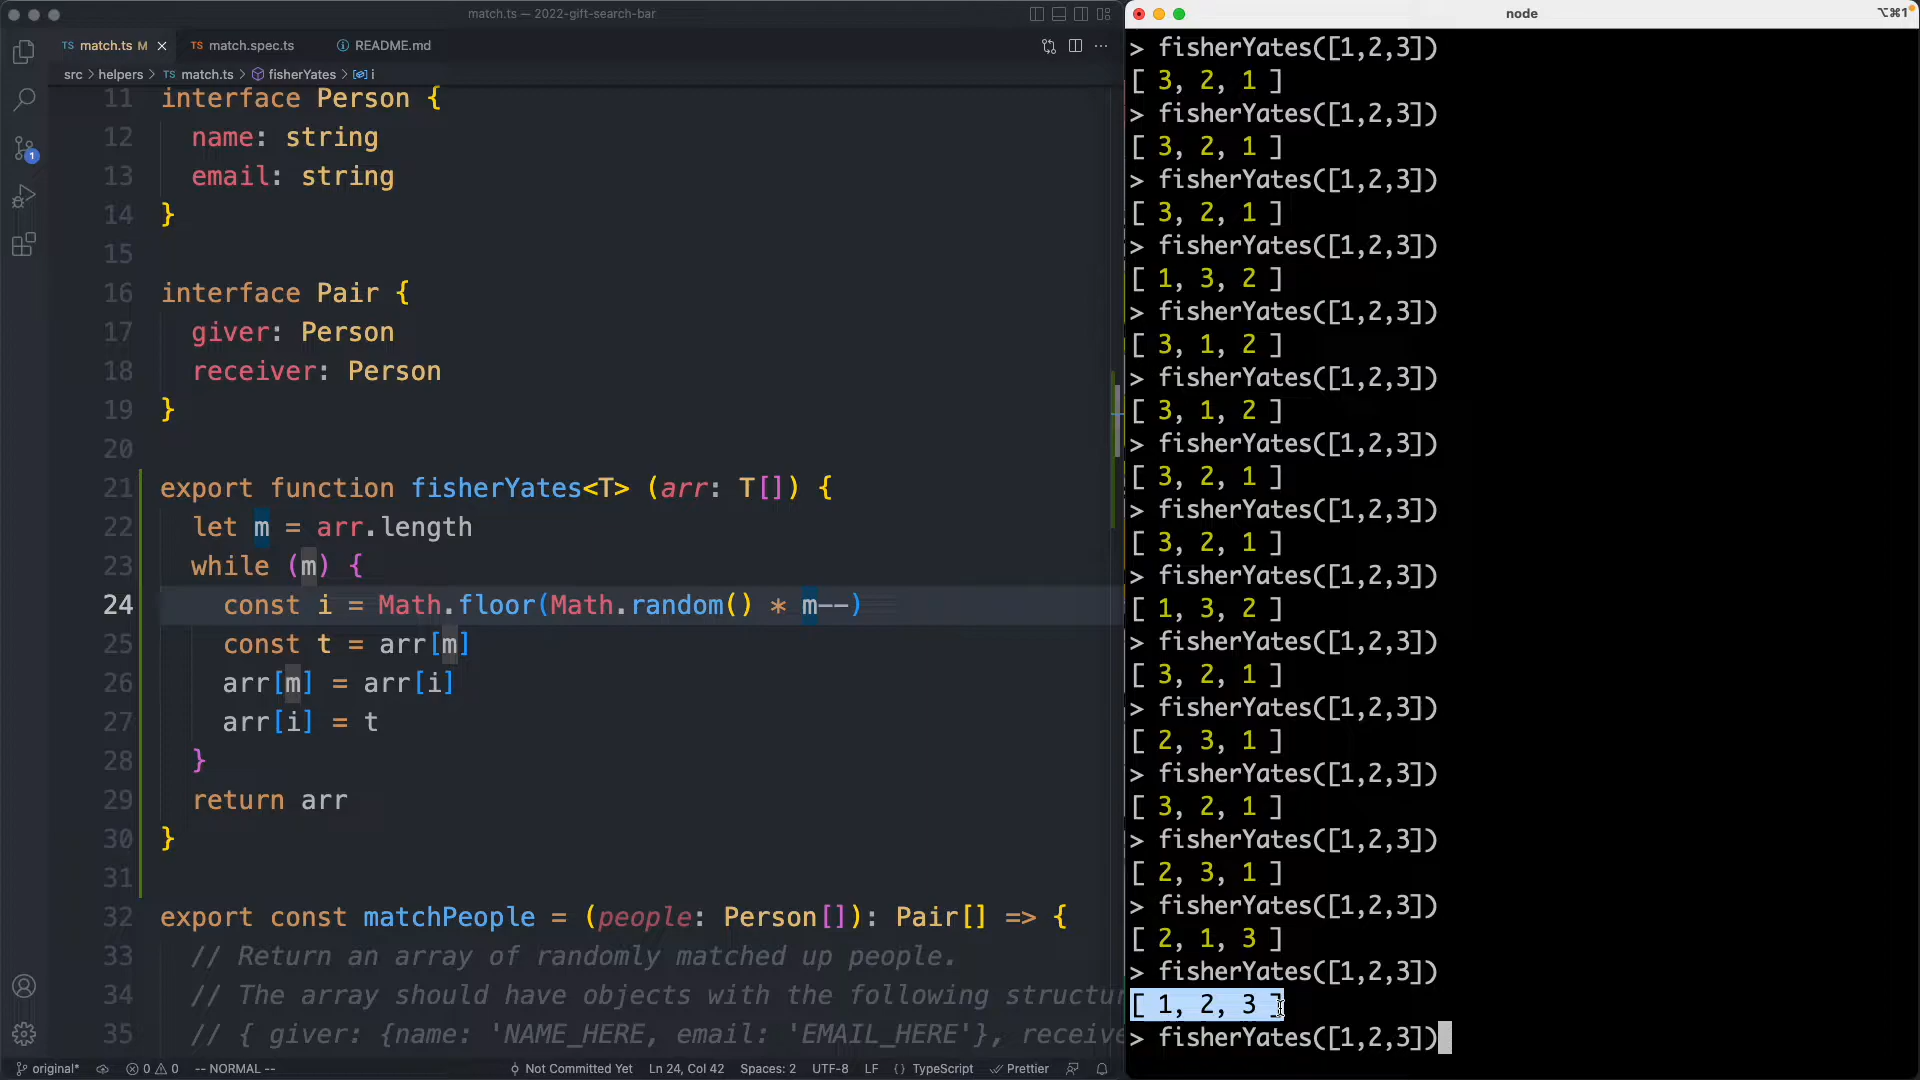 match.ts — 2022-gift-search-bar
TS match.ts M ×
TS match.spec.ts
README.md
src > helpers > TS match.ts > fisherYates > i
11 interface Person {
12 name: string
13 email: string
14 }
15
16 interface Pair {
17 giver: Person
18 receiver: Person
19 }
20
21 export function fisherYates<T> (arr: T[]) {
22 let m = arr.length
23 while (m) {
24 const i = Math.floor(Math.random() * m--)
25 const t = arr[m]
26 arr[m] = arr[i]
27 arr[i] = t
28 }
29 return arr
30 }
31
32 export const matchPeople = (people: Person[]): Pair[] => {
33 // Return an array of randomly matched up people.
34 // The array should have objects with the following structur
35 // { giver: {name: 'NAME_HERE, email: 'EMAIL_HERE'}, receive
1
original*
0 0
-- NORMAL --
Not Committed Yet
Ln 24, Col 42
Spaces: 2
UTF-8
LF
{} TypeScript
Prettier
node
⌥⌘1
> fisherYates([1,2,3])
[ 3, 2, 1 ]
> fisherYates([1,2,3])
[ 3, 2, 1 ]
> fisherYates([1,2,3])
[ 3, 2, 1 ]
> fisherYates([1,2,3])
[ 1, 3, 2 ]
> fisherYates([1,2,3])
[ 3, 1, 2 ]
> fisherYates([1,2,3])
[ 3, 1, 2 ]
> fisherYates([1,2,3])
[ 3, 2, 1 ]
> fisherYates([1,2,3])
[ 3, 2, 1 ]
> fisherYates([1,2,3])
[ 1, 3, 2 ]
> fisherYates([1,2,3])
[ 3, 2, 1 ]
> fisherYates([1,2,3])
[ 2, 3, 1 ]
> fisherYates([1,2,3])
[ 3, 2, 1 ]
> fisherYates([1,2,3])
[ 2, 3, 1 ]
> fisherYates([1,2,3])
[ 2, 1, 3 ]
> fisherYates([1,2,3])
[ 1, 2, 3 ]
> fisherYates([1,2,3])